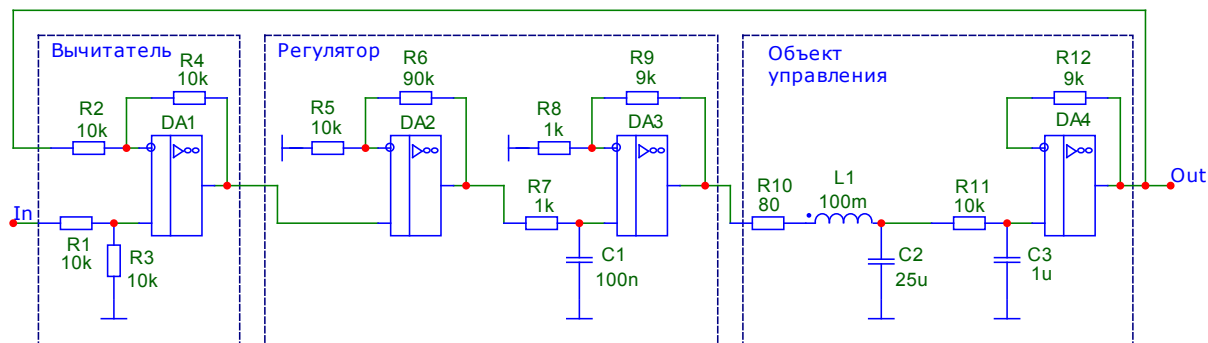 Вычитатель
Регулятор
Объект
управления
R4
10k
R6
90k
R9
9k
R12
9k
R2
10k
DA1
▷∞
R5
10k
DA2
▷∞
R8
1k
DA3
▷∞
DA4
▷∞
In
R1
10k
R3
10k
R7
1k
C1
100n
R10
80
L1
100m
C2
25u
R11
10k
C3
1u
Out